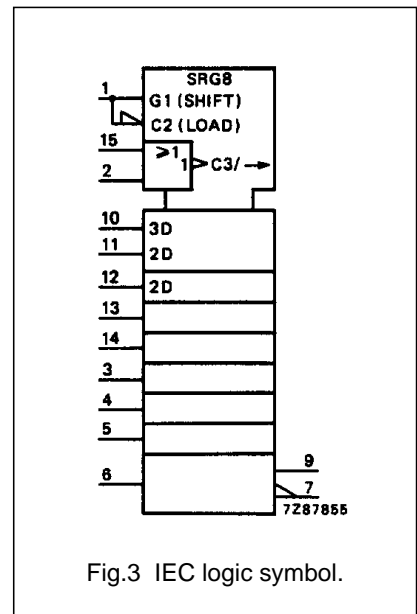 SRG8
1 G1 (SHIFT)
C2 (LOAD)
15 ≥1
1 C3/ →
2
10 3D
11 2D
12 2D
13
14
3
4
5
9
6
7
7Z87855
Fig.3 IEC logic symbol.